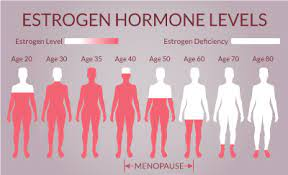 ESTROGEN HORMONE LEVELS
Estrogen Level Estrogen Deficiency
Age 20 Age 30 Age 35 Age 40 Age 50 Age 60 Age 70 Age 80
MENOPAUSE